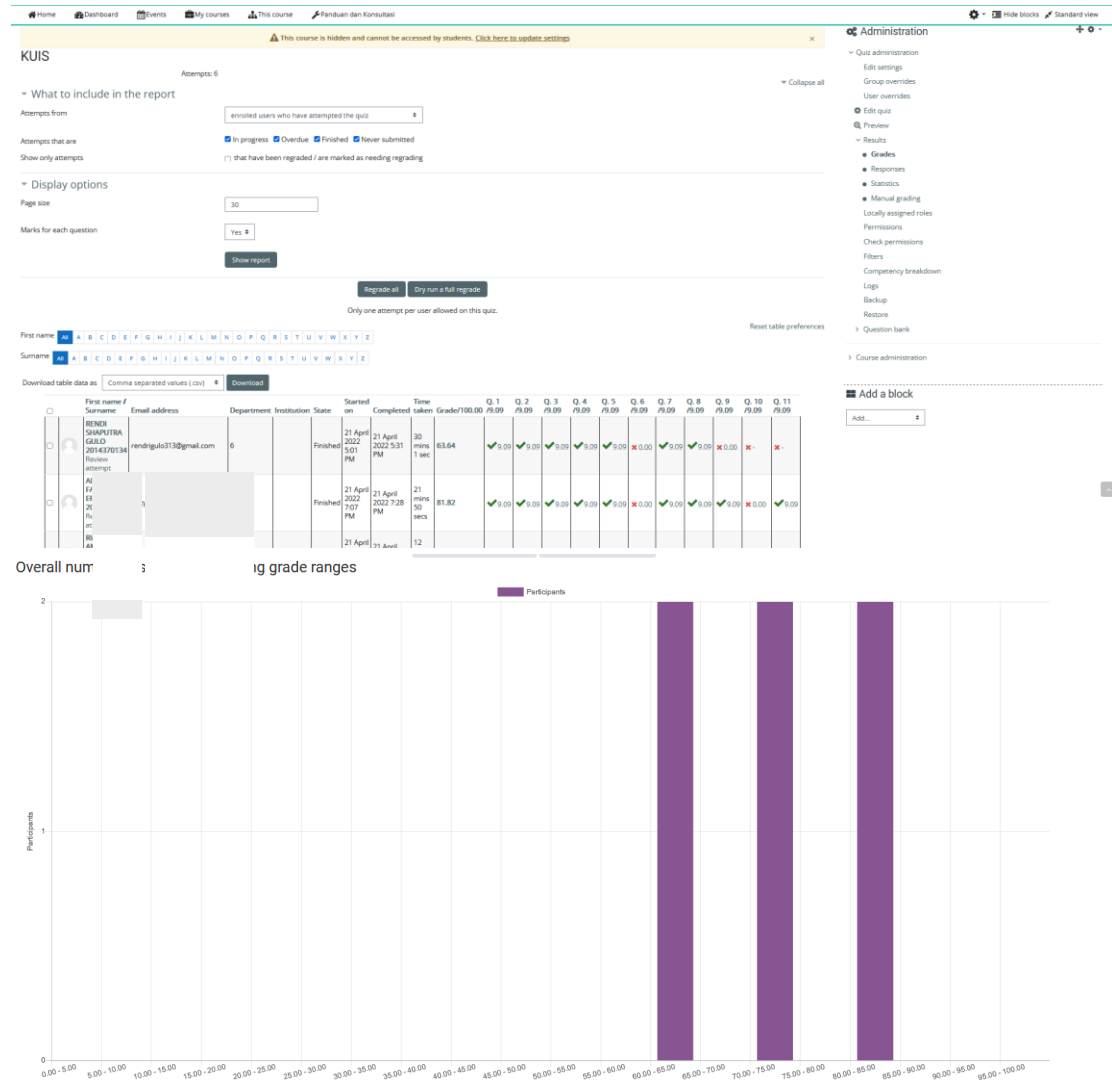 Home Dashboard Events My courses This course Panduan dan Konsultasi Hide blocks Standard view
This course is hidden and cannot be accessed by students. Click here to update settings ×
KUIS
Attempts: 6
Collapse all
What to include in the report
Attempts from enrolled users who have attempted the quiz
Attempts that are In progress Overdue Finished Never submitted
Show only attempts that have been regraded / are marked as needing regrading
Display options
Page size 30
Marks for each question Yes
Show report
Regrade all Dry run a full regrade
Only one attempt per user allowed on this quiz.
Reset table preferences
First name All A B C D E F G H I J K L M N O P Q R S T U V W X Y Z
Surname All A B C D E F G H I J K L M N O P Q R S T U V W X Y Z
Download table data as Comma separated values (.csv) Download
First name / Surname Email address Department Institution State Started on Completed Time taken Grade/100.00 Q. 1 /9.09 Q. 2 /9.09 Q. 3 /9.09 Q. 4 /9.09 Q. 5 /9.09 Q. 6 /9.09 Q. 7 /9.09 Q. 8 /9.09 Q. 9 /9.09 Q. 10 /9.09 Q. 11 /9.09
RENDI SHAPUTRA GULO 2014370134 Review attempt rendrigulo313@gmail.com 6 Finished 21 April 2022 5:01 PM 21 April 2022 5:31 PM 30 mins 1 sec 63.64 9.09 9.09 9.09 9.09 9.09 0.00 9.09 9.09 0.00 - -
Finished 21 April 2022 7:07 PM 21 April 2022 7:28 PM 21 mins 50 secs 81.82 9.09 9.09 9.09 9.09 9.09 0.00 9.09 9.09 9.09 0.00 9.09
21 April 21 April 12
Administration
Quiz administration
Edit settings
Group overrides
User overrides
Edit quiz
Preview
Results
Grades
Responses
Statistics
Manual grading
Locally assigned roles
Permissions
Check permissions
Filters
Competency breakdown
Logs
Backup
Restore
Question bank
Course administration
Add a block
Add...
Overall num s ng grade ranges
Participants
2
1
0
Participants
0.00 - 5.00 5.00 - 10.00 10.00 - 15.00 15.00 - 20.00 20.00 - 25.00 25.00 - 30.00 30.00 - 35.00 35.00 - 40.00 40.00 - 45.00 45.00 - 50.00 50.00 - 55.00 55.00 - 60.00 60.00 - 65.00 65.00 - 70.00 70.00 - 75.00 75.00 - 80.00 80.00 - 85.00 85.00 - 90.00 90.00 - 95.00 95.00 - 100.00